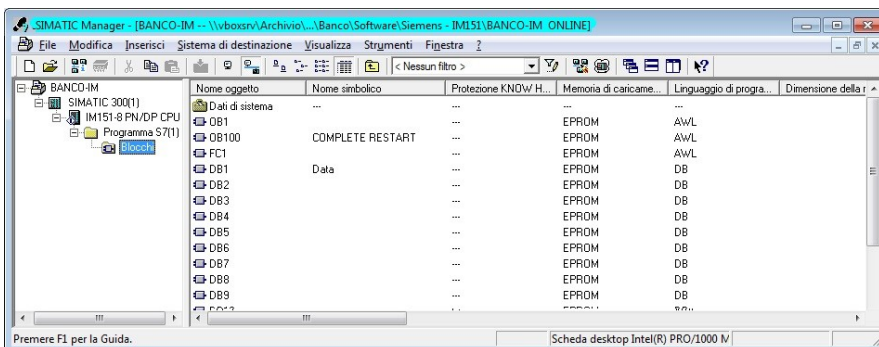 SIMATIC Manager - [BANCO-IM -- \\vboxsrv\Archivio\...\Banco\Software\Siemens - IM151\BANCO-IM ONLINE]
File Modifica Inserisci Sistema di destinazione Visualizza Strumenti Finestra ?
< Nessun filtro >
BANCO-IM
SIMATIC 300(1)
IM151-8 PN/DP CPU
Programma S7(1)
Blocchi
Nome oggetto Nome simbolico Protezione KNOW H... Memoria di caricame... Linguaggio di progra... Dimensione della
Dati di sistema --- --- --- ---
OB1 --- EPROM AWL
OB100 COMPLETE RESTART --- EPROM AWL
FC1 --- EPROM AWL
DB1 Data --- EPROM DB
DB2 --- EPROM DB
DB3 --- EPROM DB
DB4 --- EPROM DB
DB5 --- EPROM DB
DB6 --- EPROM DB
DB7 --- EPROM DB
DB8 --- EPROM DB
DB9 --- EPROM DB
Premere F1 per la Guida.
Scheda desktop Intel(R) PRO/1000 M